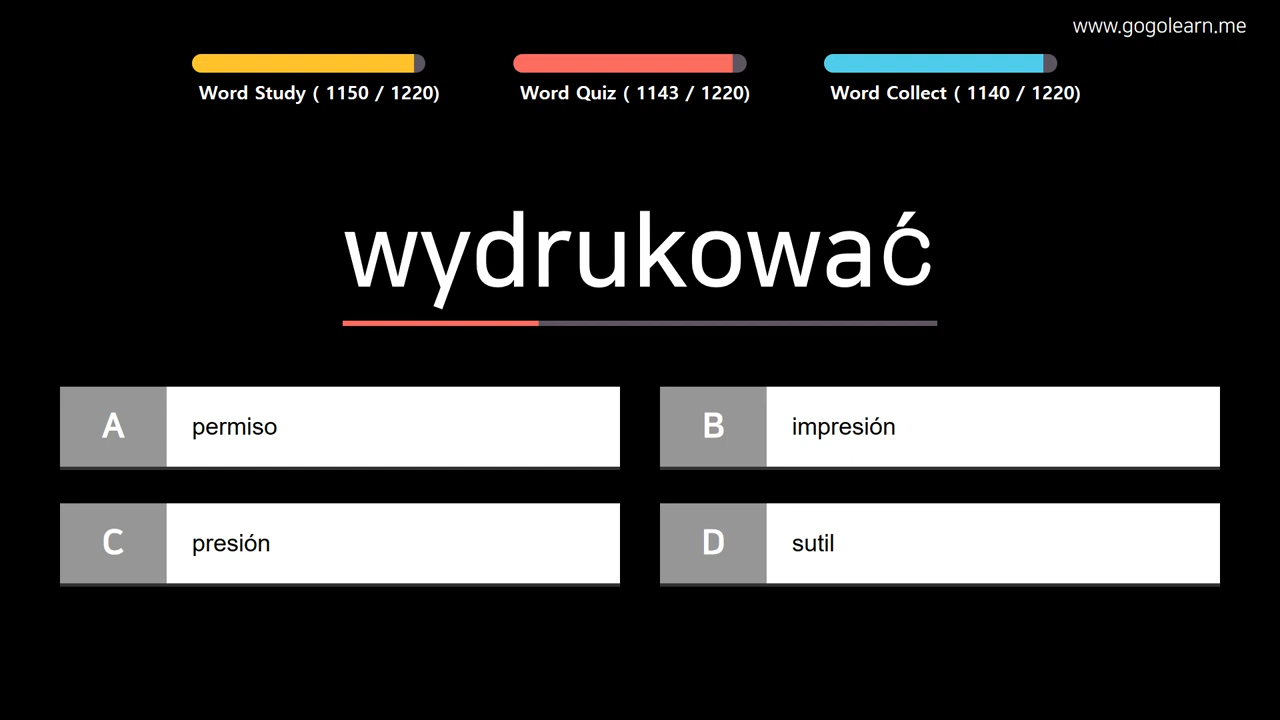 www.gogolearn.me
Word Study ( 1150 / 1220)
Word Quiz ( 1143 / 1220)
Word Collect ( 1140 / 1220)
wydrukować
A permiso
B impresión
C presión
D sutil